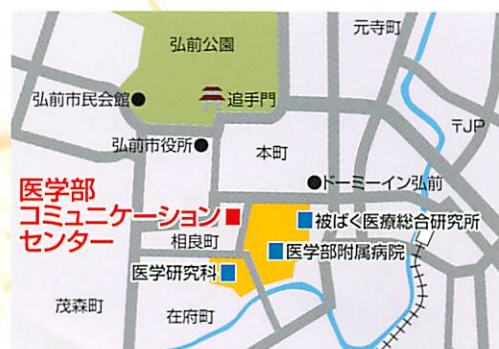 元寺町
弘前公園
弘前市民会館
追手門
〒JP
弘前市役所
本町
ドーミーイン弘前
医学部
コミュニケーション
センター
被ばく医療総合研究所
相良町
医学部附属病院
医学研究科
茂森町
在府町